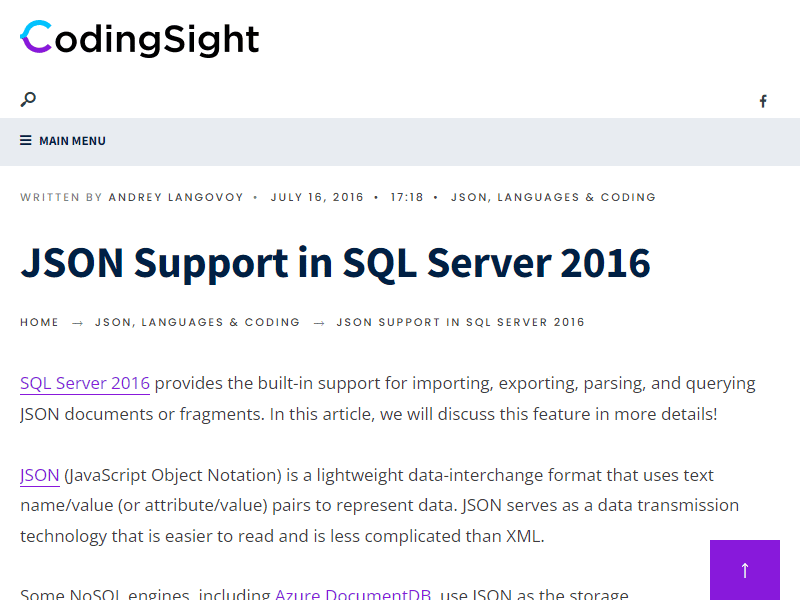 CodingSight
MAIN MENU
WRITTEN BY ANDREY LANGOVOY • JULY 16, 2016 • 17:18 • JSON, LANGUAGES & CODING
JSON Support in SQL Server 2016
HOME → JSON, LANGUAGES & CODING → JSON SUPPORT IN SQL SERVER 2016
SQL Server 2016 provides the built-in support for importing, exporting, parsing, and querying
JSON documents or fragments. In this article, we will discuss this feature in more details!
JSON (JavaScript Object Notation) is a lightweight data-interchange format that uses text
name/value (or attribute/value) pairs to represent data. JSON serves as a data transmission
technology that is easier to read and is less complicated than XML.
Some NoSQL engines, including Azure DocumentDB, use JSON as the storage